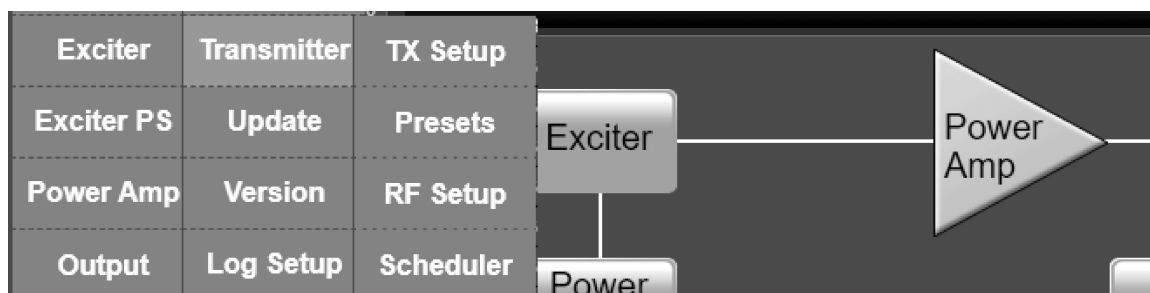 Exciter Transmitter TX Setup
Exciter PS Update Presets
Power Amp Version RF Setup
Output Log Setup Scheduler
Exciter
Power
Amp
Power